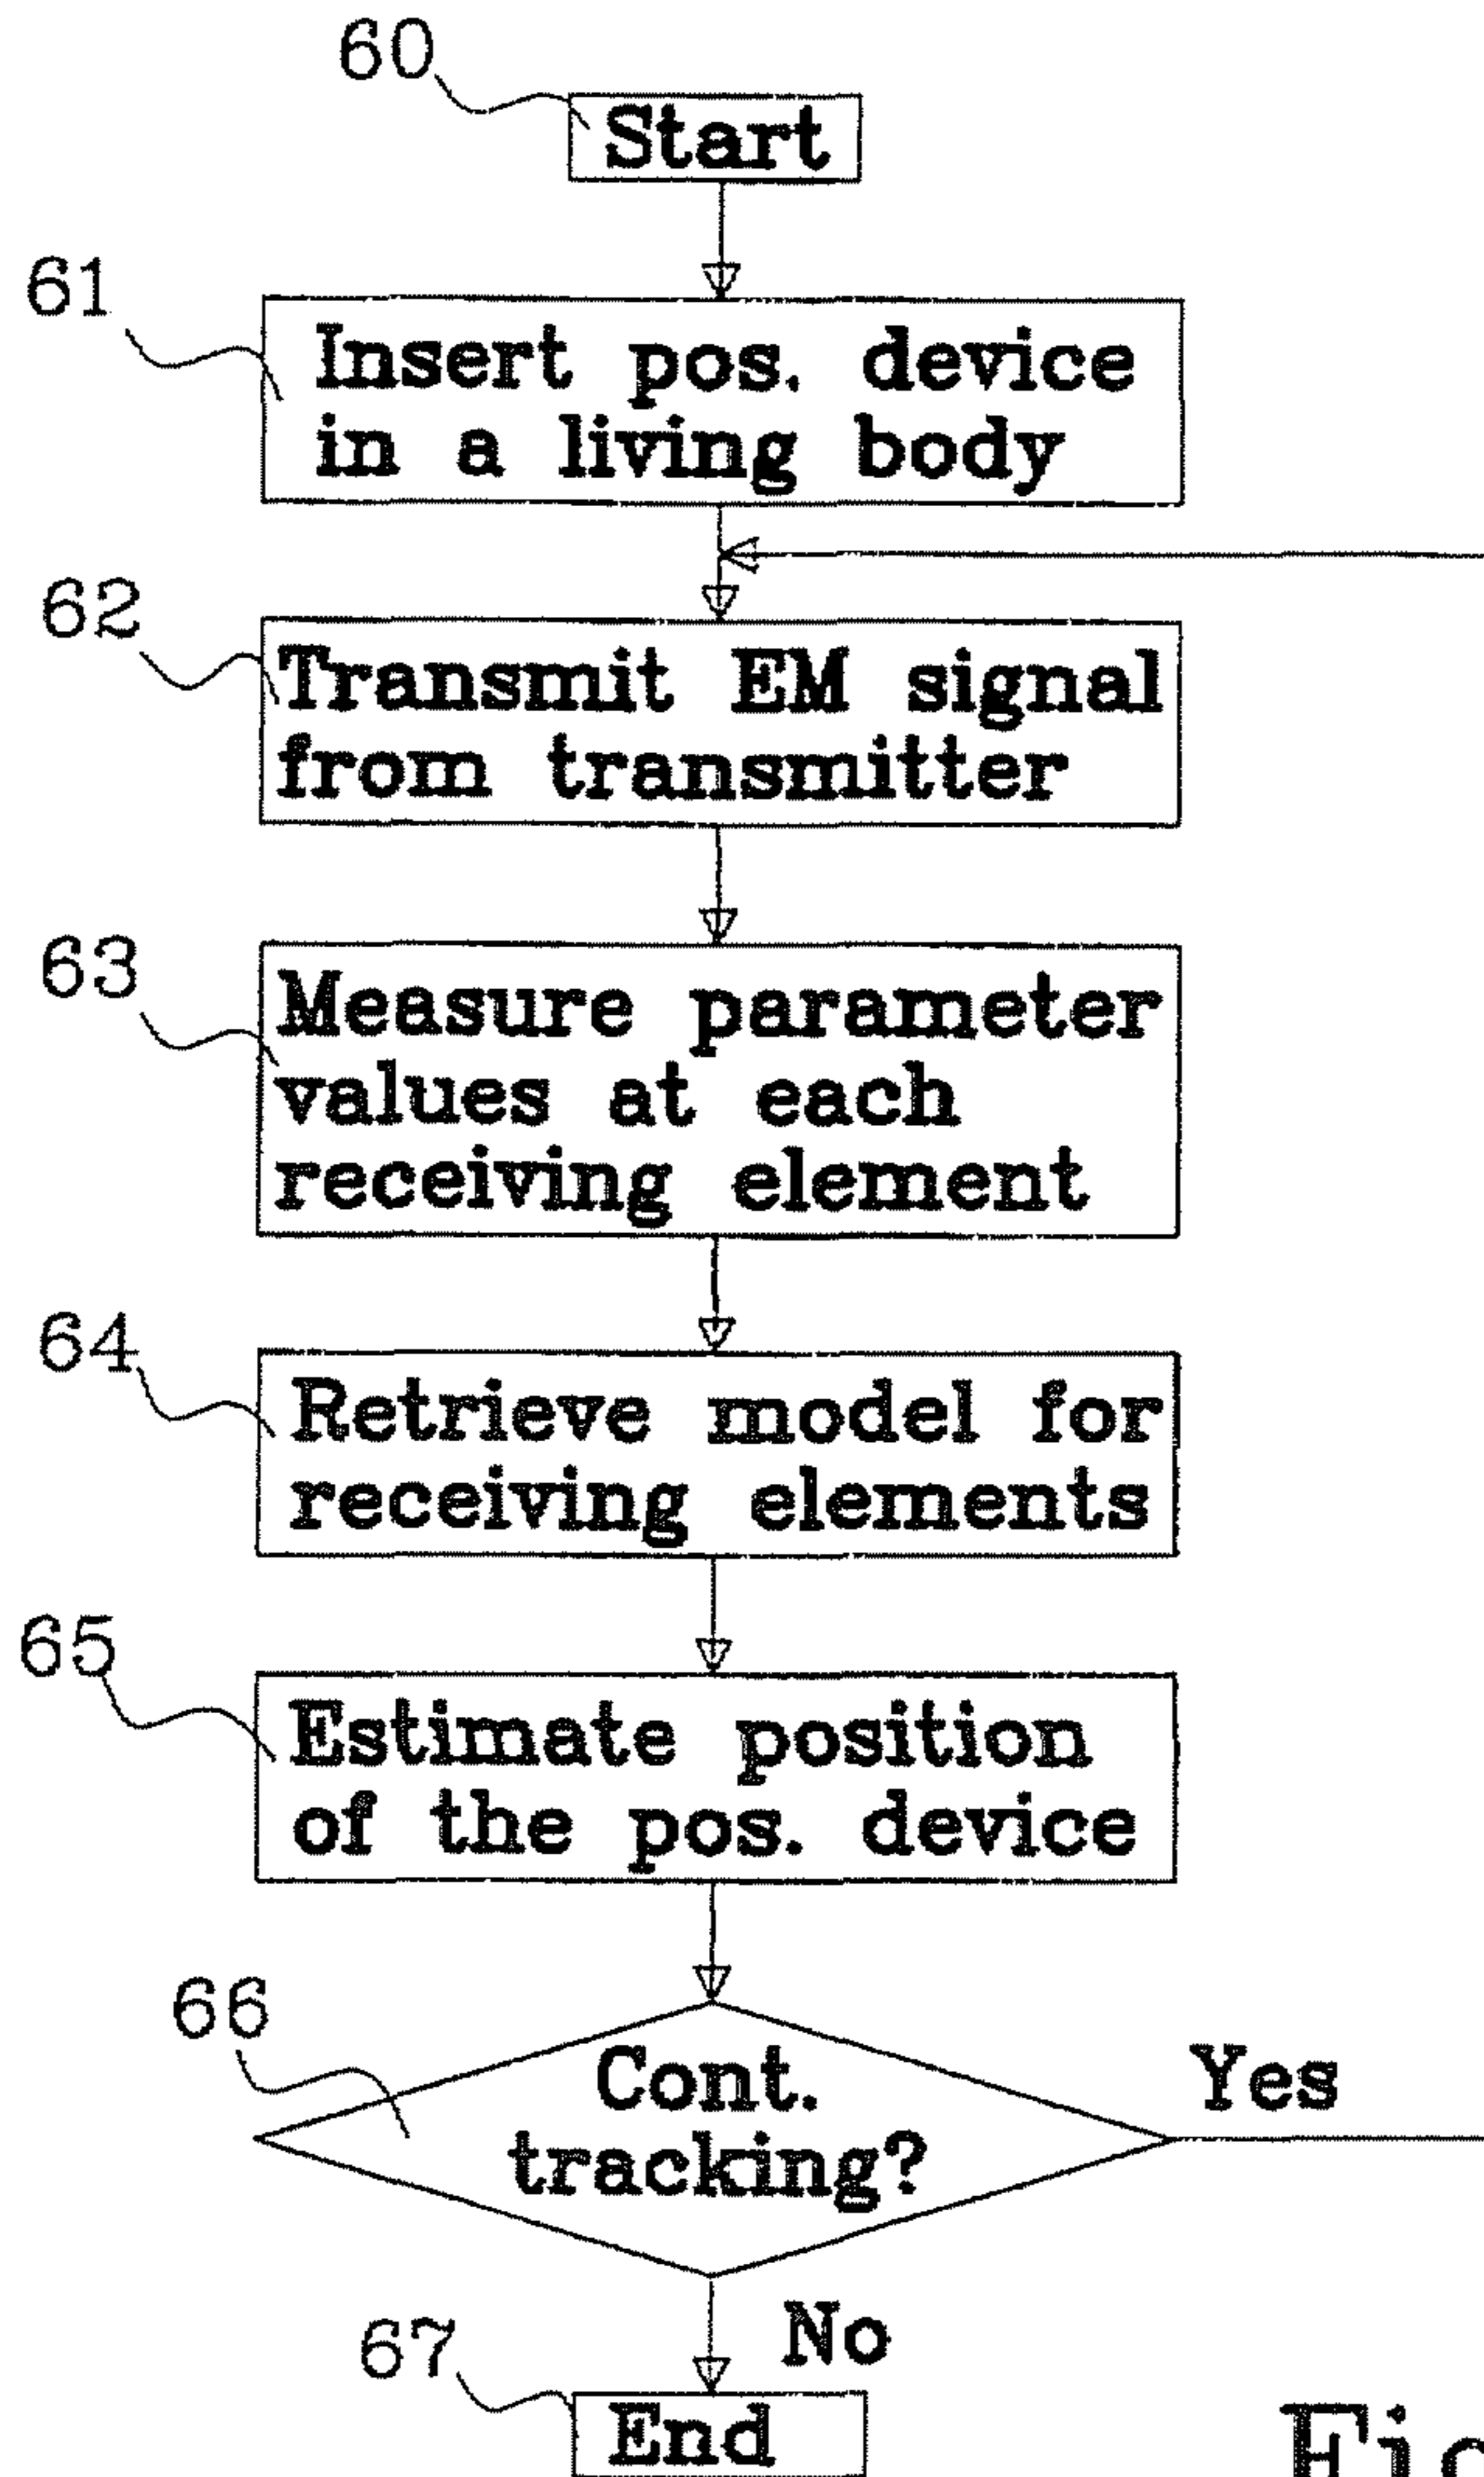 60
Start
61
Insert pos. device
in a living body
62
Transmit EM signal
from transmitter
63
Measure parameter
values at each
receiving element
64
Retrieve model for
receiving elements
65
Estimate position
of the pos. device
66
Cont.
tracking?
Yes
No
67
End